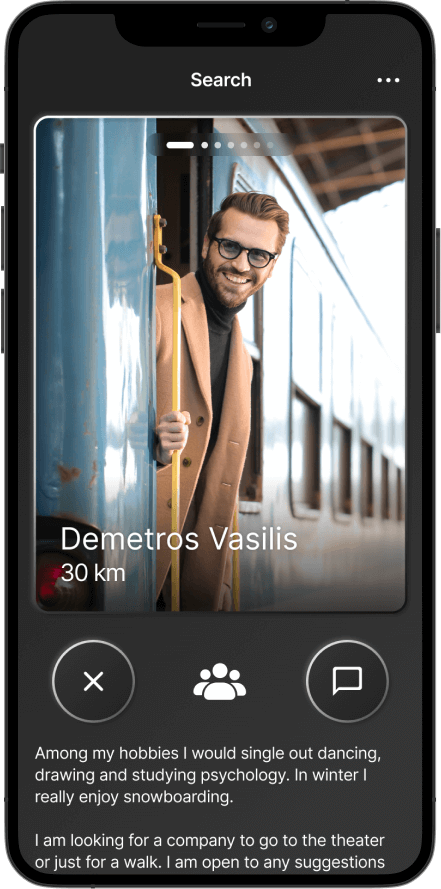 Search
Demetros Vasilis
30 km
Among my hobbies I would single out dancing,
drawing and studying psychology. In winter I
really enjoy snowboarding.
I am looking for a company to go to the theater
or just for a walk. I am open to any suggestions